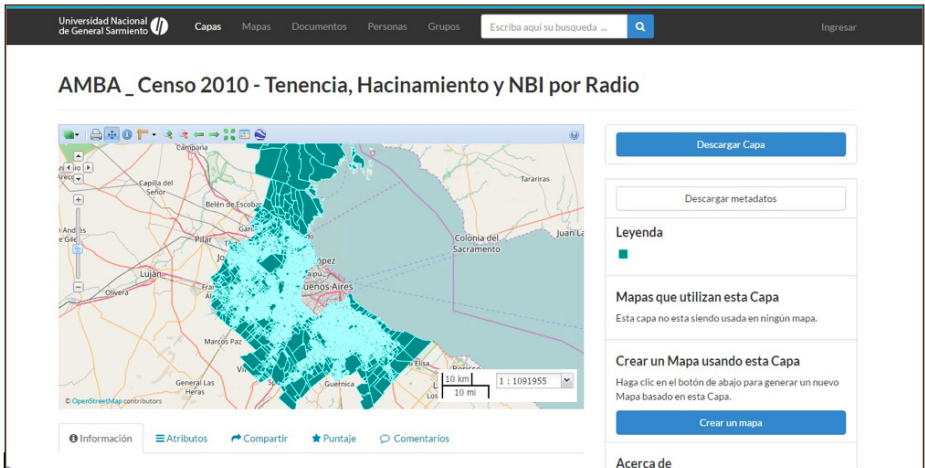 Universidad Nacional
de General Sarmiento
Capas Mapas Documentos Personas Grupos Escriba aquí su busqueda ... Ingresar
AMBA _ Censo 2010 - Tenencia, Hacinamiento y NBI por Radio
Campana
Capilla del
Señor
Belén de Escobar
Pilar
Luján
Olivera
Marcos Paz
General Las
Heras
Guernica
Buenos Aires
Tarariras
Colonia del
Sacramento
Juan La
10 km
10 mi
1 : 1091955
© OpenStreetMap contributors
Información Atributos Compartir Puntaje Comentarios
Descargar Capa
Descargar metadatos
Leyenda
Mapas que utilizan esta Capa
Esta capa no esta siendo usada en ningún mapa.
Crear un Mapa usando esta Capa
Haga clic en el botón de abajo para generar un nuevo
Mapa basado en esta Capa.
Crear un mapa
Acerca de